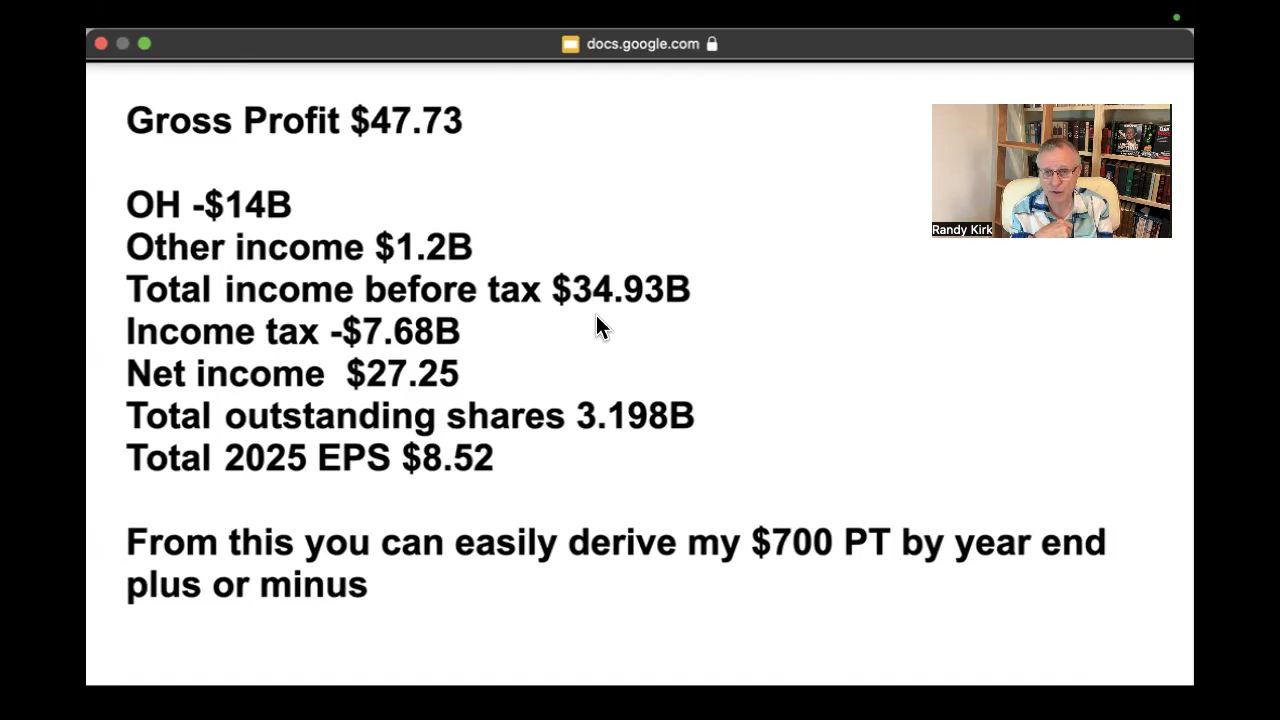 docs.google.com
Gross Profit $47.73
Randy Kirk
OH -$14B
Other income $1.2B
Total income before tax $34.93B
Income tax -$7.68B
Net income  $27.25
Total outstanding shares 3.198B
Total 2025 EPS $8.52
From this you can easily derive my $700 PT by year end
plus or minus